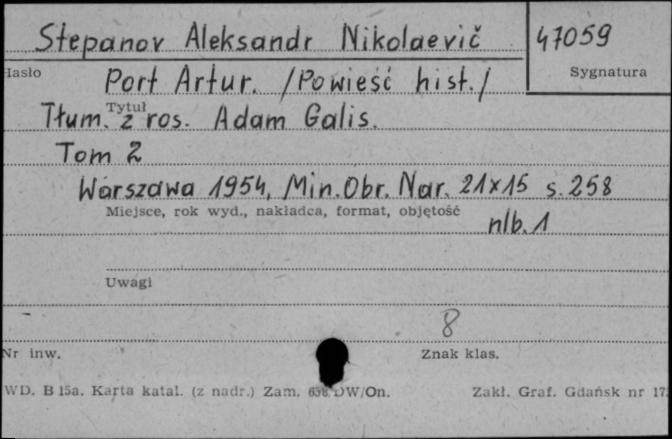 Stepanov Aleksandr Nikolaevič 47059
Hasło Sygnatura
Port Artur. /Powieść hist./
Tytuł
Tłum. z ros. Adam Galis.
Tom 2
Warszawa 1954, Min. Obr. Nar. 21x15 s. 258
Miejsce, rok wyd., nakładca, format, objętość
nlb. 1
Uwagi
8
Nr inw. Znak klas.
WD. B 15a. Karta katal. (z nadr.) Zam. DW/On. Zakł. Graf. Gdańsk nr 17